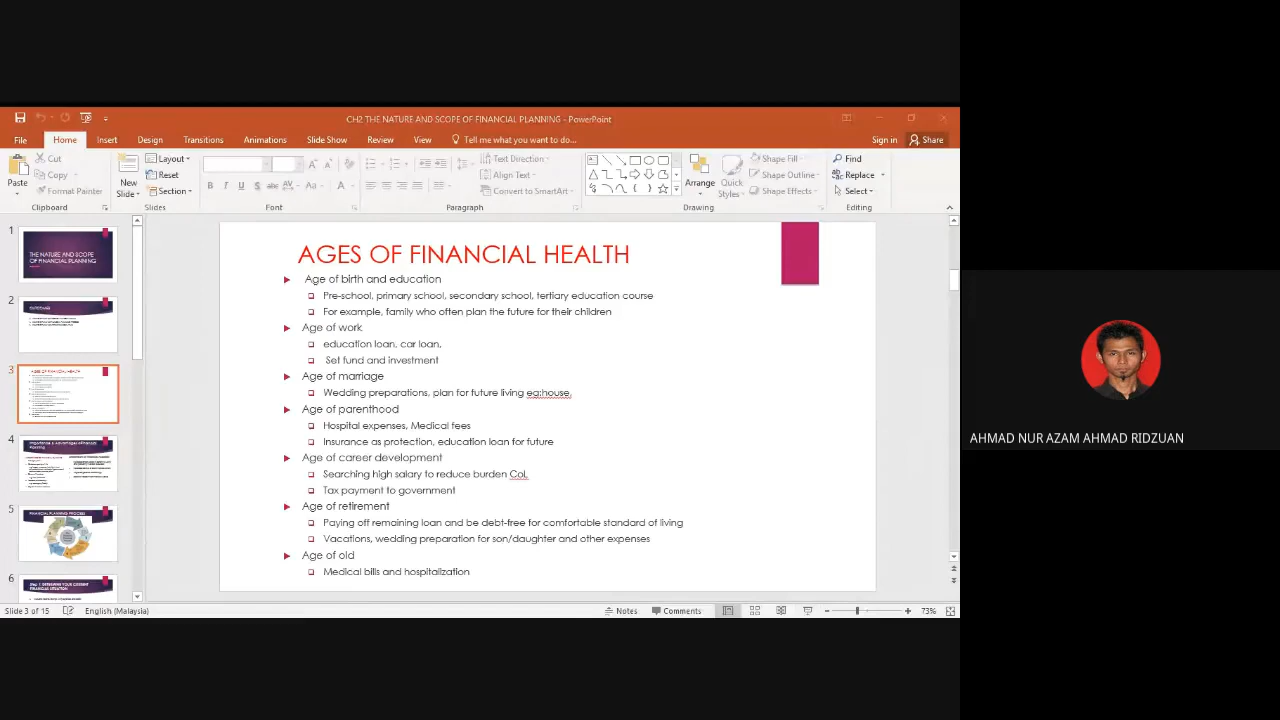 CH2 THE NATURE AND SCOPE OF FINANCIAL PLANNING - PowerPoint
File Home Insert Design Transitions Animations Slide Show Review View Tell me what you want to do... Sign in Share
Cut
Copy
Format Painter
Paste
Clipboard
New
Slide
Layout
Reset
Section
Slides
Font
Text Direction
Align Text
Convert to SmartArt
Paragraph
Arrange
Quick
Styles
Shape Fill
Shape Outline
Shape Effects
Drawing
Find
Replace
Select
Editing
1
THE NATURE AND SCOPE
OF FINANCIAL PLANNING
2
3
AGES OF FINANCIAL HEALTH
4
5
FINANCIAL PLANNING PROCESS
6
AGES OF FINANCIAL HEALTH
Age of birth and education
Pre-school, primary school, secondary school, tertiary education course
For example, family who often plan the future for their children
Age of work
education loan, car loan,
Set fund and investment
Age of marriage
Wedding preparations, plan for future living eg:house,
Age of parenthood
Hospital expenses, Medical fees
Insurance as protection, education loan for future
Age of career development
Searching high salary to reduce burden CoL
Tax payment to government
Age of retirement
Paying off remaining loan and be debt-free for comfortable standard of living
Vacations, wedding preparation for son/daughter and other expenses
Age of old
Medical bills and hospitalization
Slide 3 of 15 English (Malaysia) Notes Comments 73%
AHMAD NUR AZAM AHMAD RIDZUAN